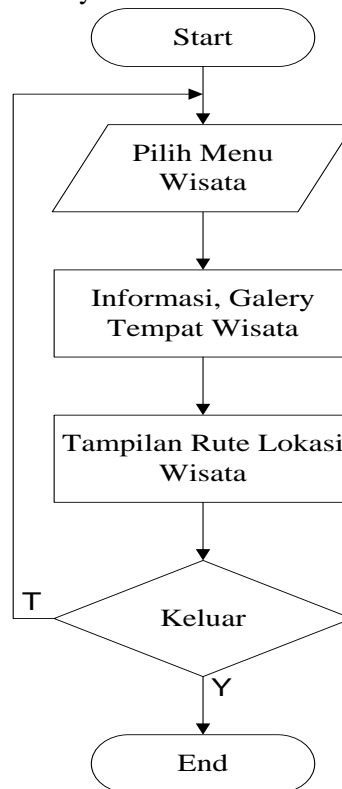 Start
Pilih Menu
Wisata
Informasi, Galery
Tempat Wisata
Tampilan Rute Lokasi
Wisata
Keluar
T
Y
End